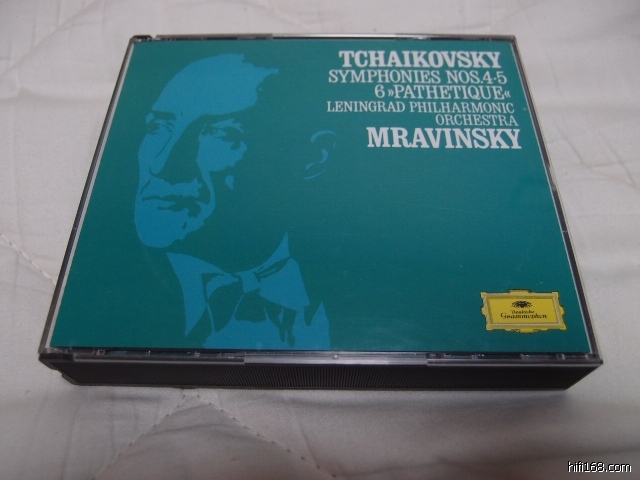 TCHAIKOVSKY
SYMPHONIES NOS.4·5
6 »PATHETIQUE«
LENINGRAD PHILHARMONIC
ORCHESTRA
MRAVINSKY
Deutsche
Grammophon
hifi168.com